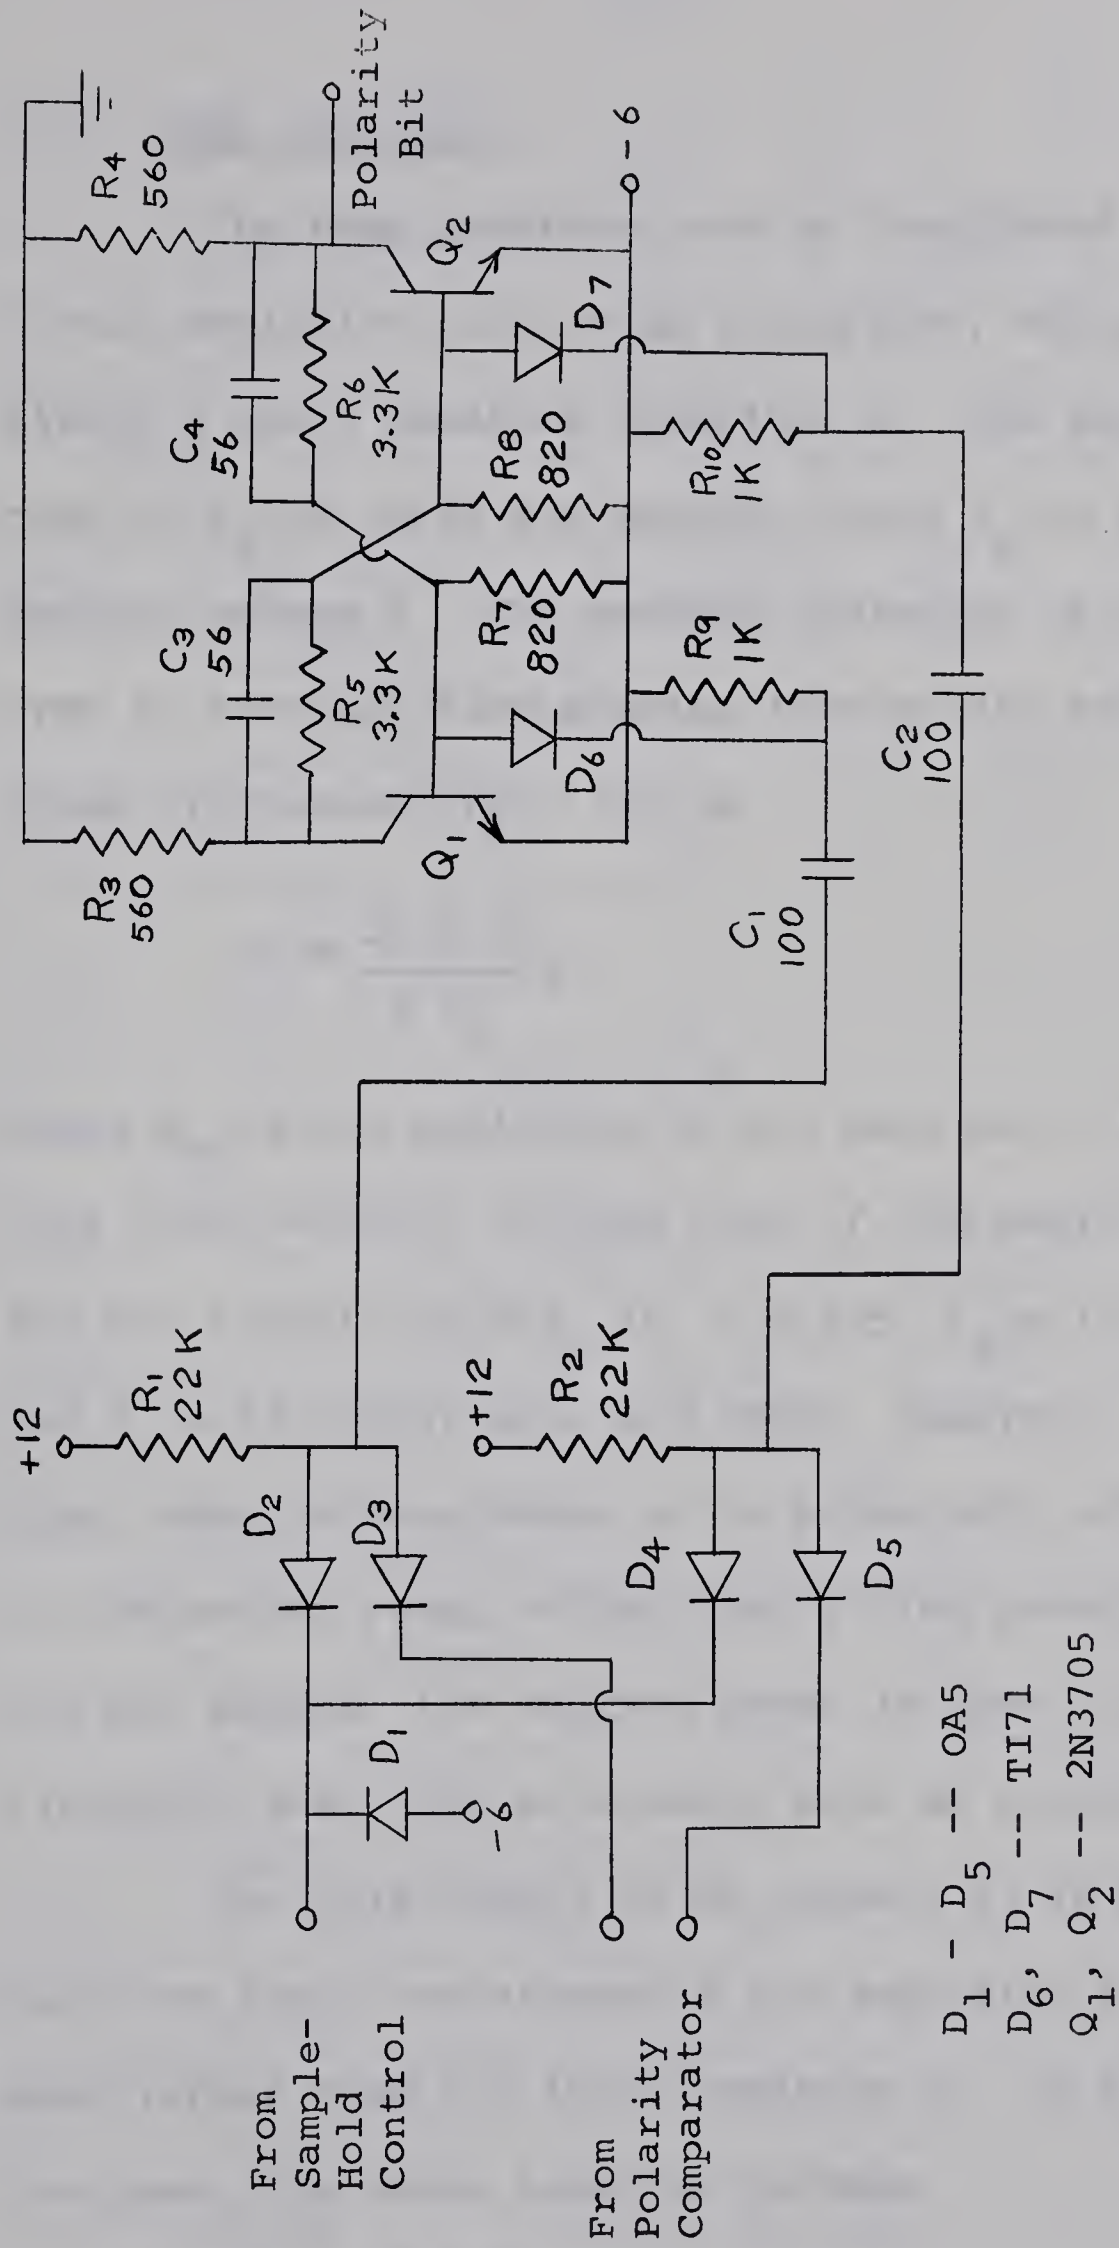 +12
R1
22K
D2
D3
D1
-6
From
Sample-
Hold
Control
+12
R2
22K
D4
D5
From
Polarity
Comparator
R3
560
R4
560
C3
56
C4
56
R5
3.3K
R6
3.3K
Polarity
Bit
Q1
Q2
D6
D7
R7
820
R8
820
-6
R9
1K
R10
1K
C1
100
C2
100
D1 - D5 -- OA5
D6, D7 -- TI71
Q1, Q2 -- 2N3705